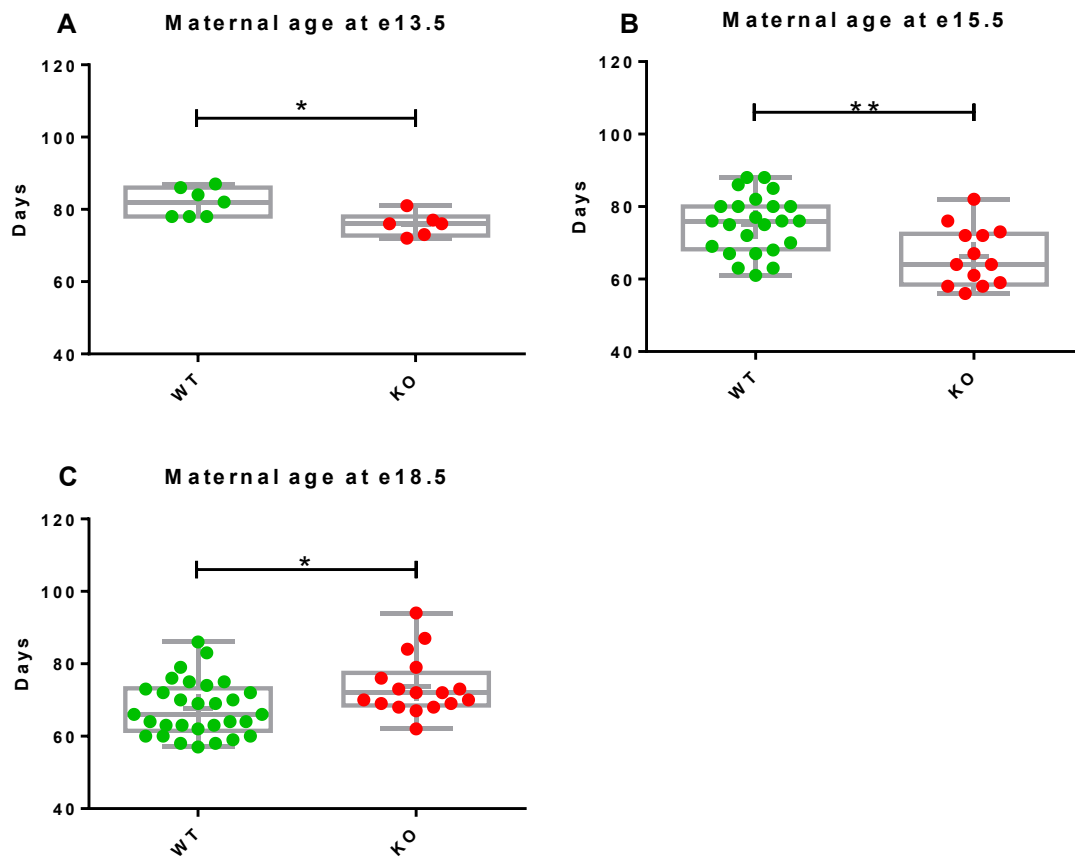 A Maternal age at e13.5
Days
120
100
80
60
40
*
WT
KO
B Maternal age at e15.5
Days
120
100
80
60
40
**
WT
KO
C Maternal age at e18.5
Days
120
100
80
60
40
*
WT
KO